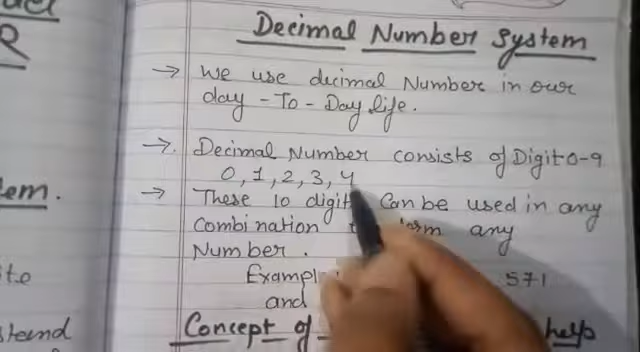 Decimal Number System
→ We use decimal Number in our
day-To-Day life.
→ Decimal Number consists of Digit 0-9
0, 1, 2, 3, 4
→ These 10 digit Can be used in any
Combination any
Number.
571
and
Concept of help
R
em.